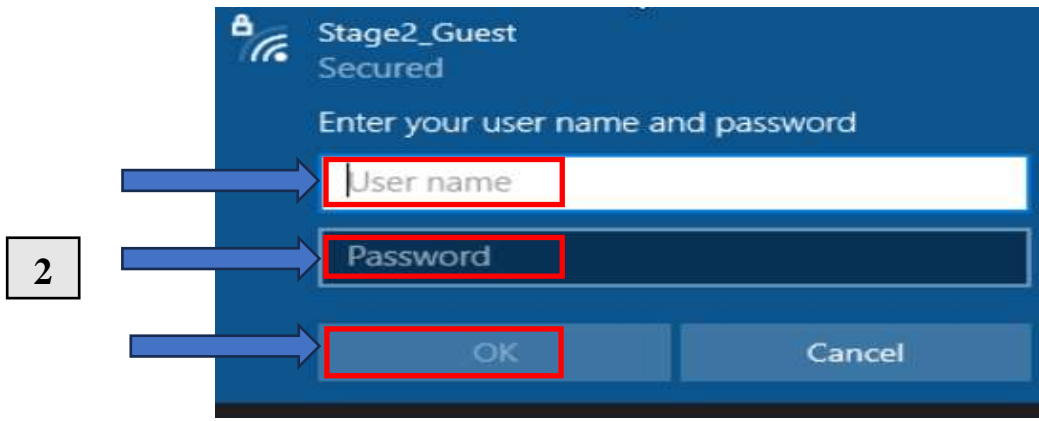 Stage2_Guest
Secured
Enter your user name and password
User name
Password
2
OK
Cancel